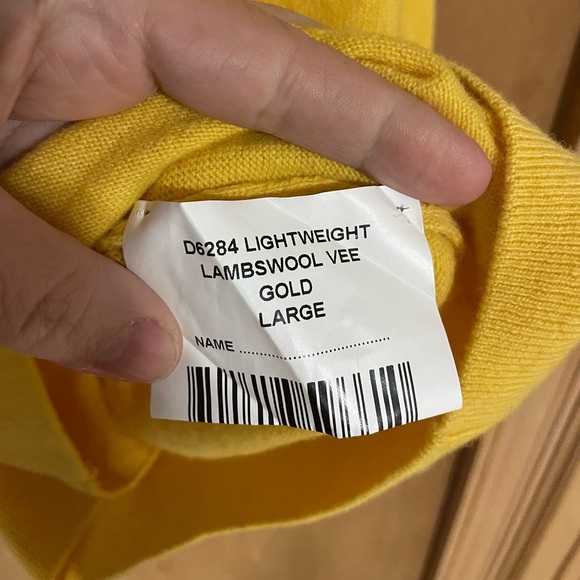 D6284 LIGHTWEIGHT
LAMBSWOOL VEE
GOLD
LARGE
NAME ......................................